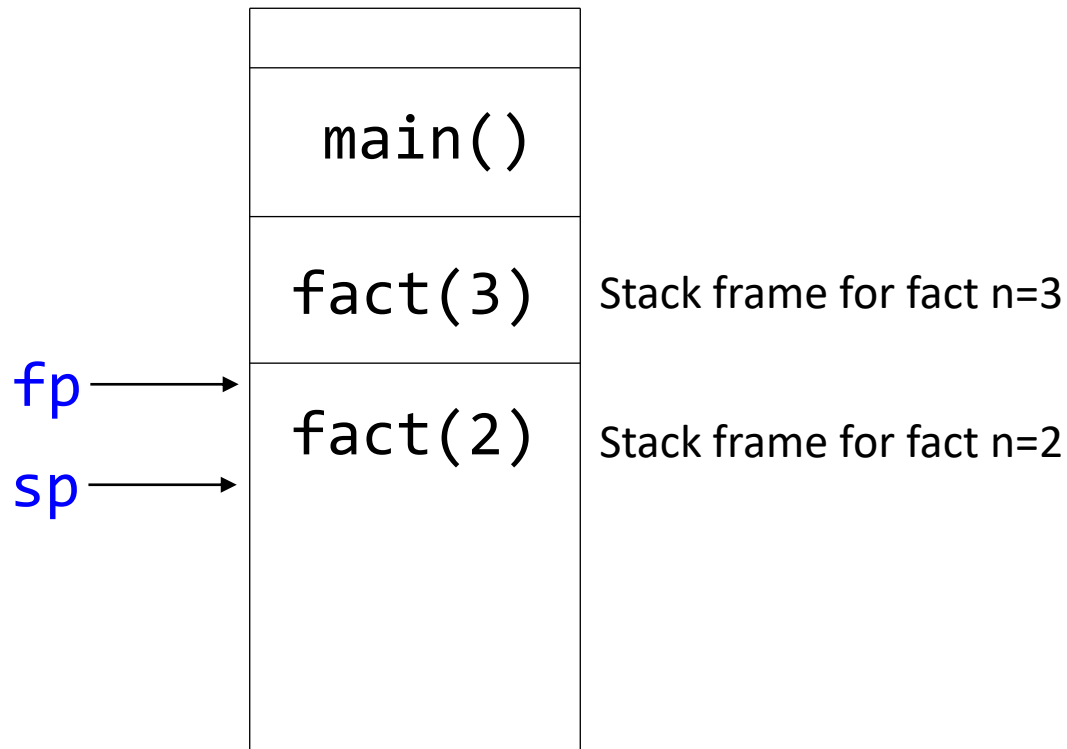 main()
fact(3)
Stack frame for fact n=3
fp
fact(2)
Stack frame for fact n=2
sp